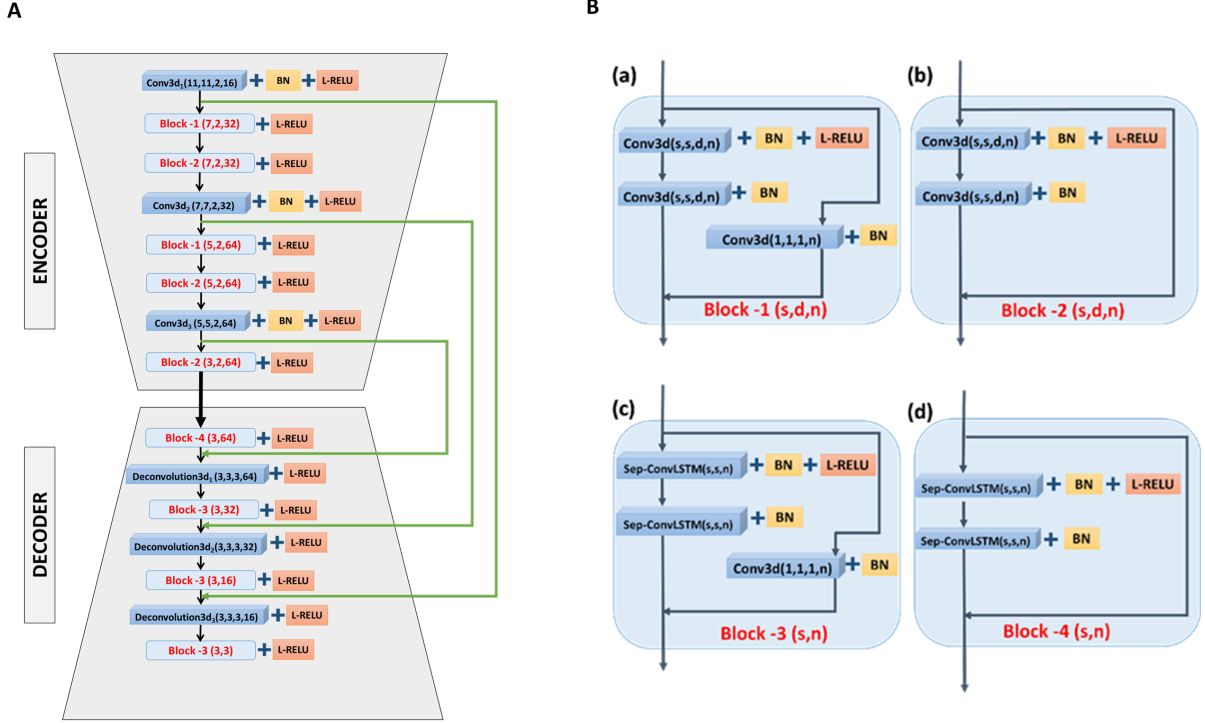 A
ENCODER
Conv3d1(11,11,2,16) + BN + L-RELU
Block -1 (7,2,32) + L-RELU
Block -2 (7,2,32) + L-RELU
Conv3d2 (7,7,2,32) + BN + L-RELU
Block -1 (5,2,64) + L-RELU
Block -2 (5,2,64) + L-RELU
Conv3d3 (5,5,2,64) + BN + L-RELU
Block -2 (3,2,64) + L-RELU
DECODER
Block -4 (3,64) + L-RELU
Deconvolution3d1 (3,3,3,64) + L-RELU
Block -3 (3,32) + L-RELU
Deconvolution3d2(3,3,3,32) + L-RELU
Block -3 (3,16) + L-RELU
Deconvolution3d3(3,3,3,16) + L-RELU
Block -3 (3,3) + L-RELU
B
(a)
Conv3d(s,s,d,n) + BN + L-RELU
Conv3d(s,s,d,n) + BN
Conv3d(1,1,1,n) + BN
Block -1 (s,d,n)
(b)
Conv3d(s,s,d,n) + BN + L-RELU
Conv3d(s,s,d,n) + BN
Block -2 (s,d,n)
(c)
Sep-ConvLSTM(s,s,n) + BN + L-RELU
Sep-ConvLSTM(s,s,n) + BN
Conv3d(1,1,1,n) + BN
Block -3 (s,n)
(d)
Sep-ConvLSTM(s,s,n) + BN + L-RELU
Sep-ConvLSTM(s,s,n) + BN
Block -4 (s,n)